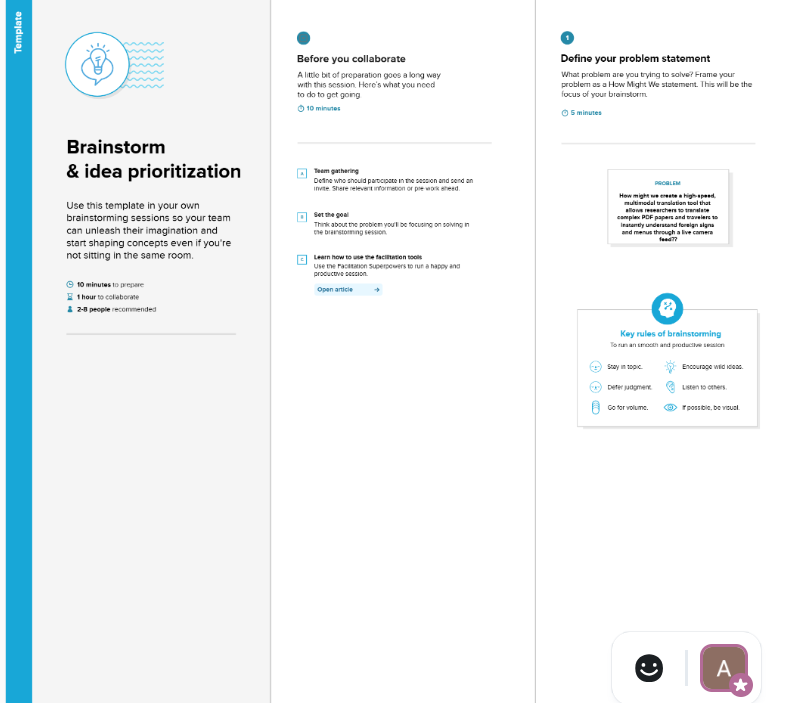 Template
Brainstorm
& idea prioritization
Use this template in your own
brainstorming sessions so your team
can unleash their imagination and
start shaping concepts even if you're
not sitting in the same room.
10 minutes to prepare
1 hour to collaborate
2-8 people recommended
Before you collaborate
A little bit of preparation goes a long way
with this session. Here's what you need
to do to get going.
10 minutes
A
Team gathering
Define who should participate in the session and send an
invite. Share relevant information or pre-work ahead.
B
Set the goal
Think about the problem you'll be focusing on solving in
the brainstorming session.
C
Learn how to use the facilitation tools
Use the Facilitation Superpowers to run a happy and
productive session.
Open article
1
Define your problem statement
What problem are you trying to solve? Frame your
problem as a How Might We statement. This will be the
focus of your brainstorm.
5 minutes
PROBLEM
How might we create a high-speed,
multimodal translation tool that
allows researchers to translate
complex PDF papers and travelers to
instantly understand foreign signs
and menus through a live camera
feed??
Key rules of brainstorming
To run an smooth and productive session
Stay in topic.
Encourage wild ideas.
Defer judgment.
Listen to others.
Go for volume.
If possible, be visual.
A